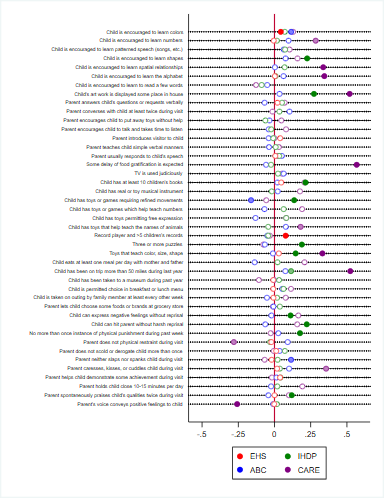 Child is encouraged to learn colors
Child is encouraged to learn numbers
Child is encouraged to learn patterned speech (songs, etc.)
Child is encouraged to learn shapes
Child is encouraged to learn spatial relationships
Child is encouraged to learn the alphabet
Child is encouraged to learn to read a few words
Child's art work is displayed some place in house
Parent answers child's questions or requests verbally
Parent converses with child at least twice during visit
Parent encourages child to put away toys without help
Parent encourages child to talk and takes time to listen
Parent introduces visitor to child
Parent teaches child simple verbal manners
Parent usually responds to child's speech
Some delay of food gratification is expected
TV is used judiciously
Child has at least 10 children's books
Child has real or toy musical instrument
Child has toys or games requiring refined movements
Child has toys or games which help teach numbers
Child has toys permitting free expression
Child has toys that help teach the names of animals
Record player and >5 children's records
Three or more puzzles
Toys that teach color, size, shape
Child eats at least one meal per day with mother and father
Child has been on trip more than 50 miles during last year
Child has been taken to a museum during past year
Child is permitted choice in breakfast or lunch menu
Child is taken on outing by family member at least every other week
Parent lets child choose some foods or brands at grocery store
Child can express negative feelings without reprisal
Child can hit parent without harsh reprisal
No more than once instance of physical punishment during past week
Parent does not physical restraint during visit
Parent does not scold or derogate child more than once
Parent neither slaps nor spanks child during visit
Parent caresses, kisses, or cuddles child during visit
Parent helps child demonstrate some achievement during visit
Parent holds child close 10-15 minutes per day
Parent spontaneously praises child's qualities twice during visit
Parent's voice conveys positive feelings to child
-.5 -.25 0 .25 .5
EHS IHDP
ABC CARE